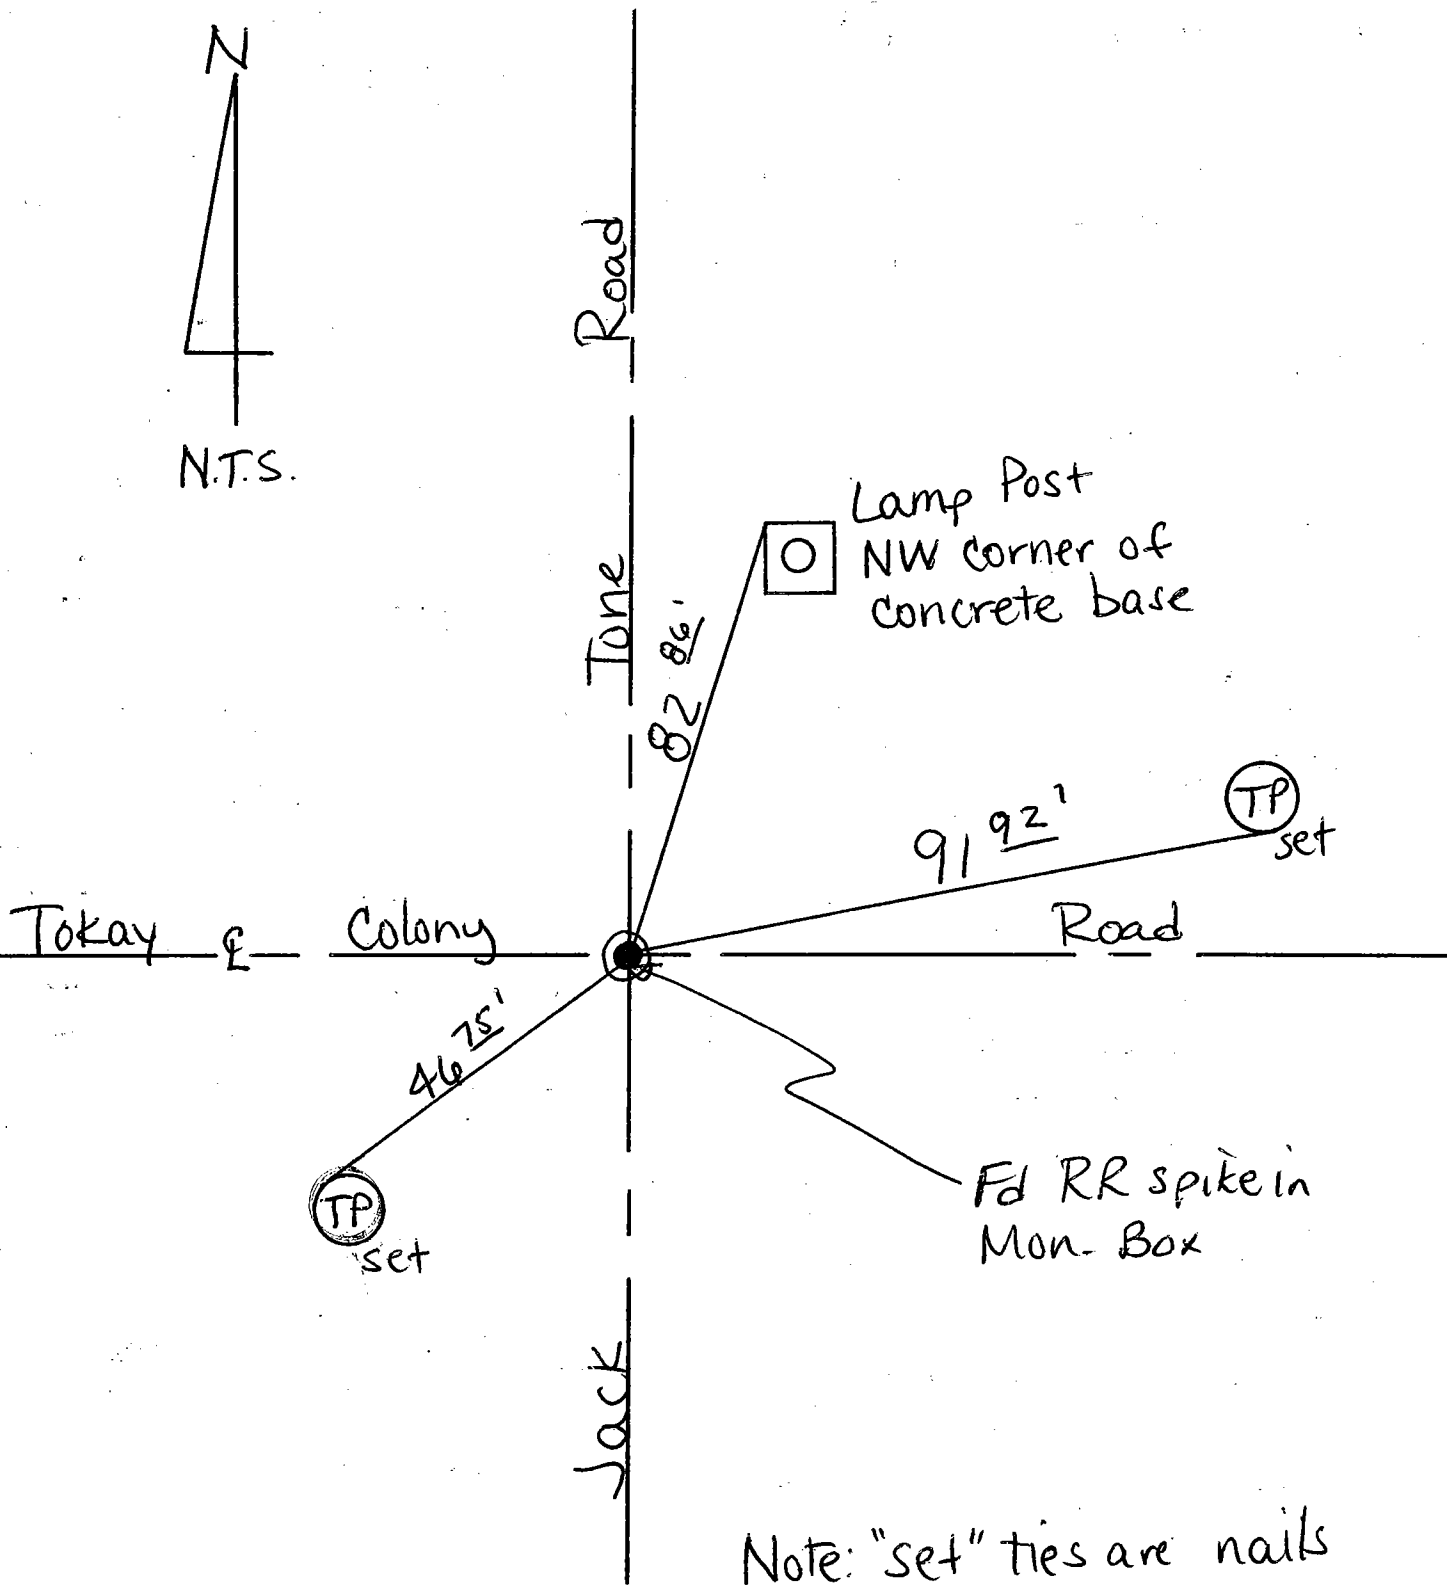 N
N.T.S.
Jack Tone Road
Lamp Post
NW corner of
concrete base
82 86'
91 92'
TP
set
Tokay ℄ Colony Road
46 75'
TP
set
Fd RR spike in
Mon. Box
Note: "set" ties are nails